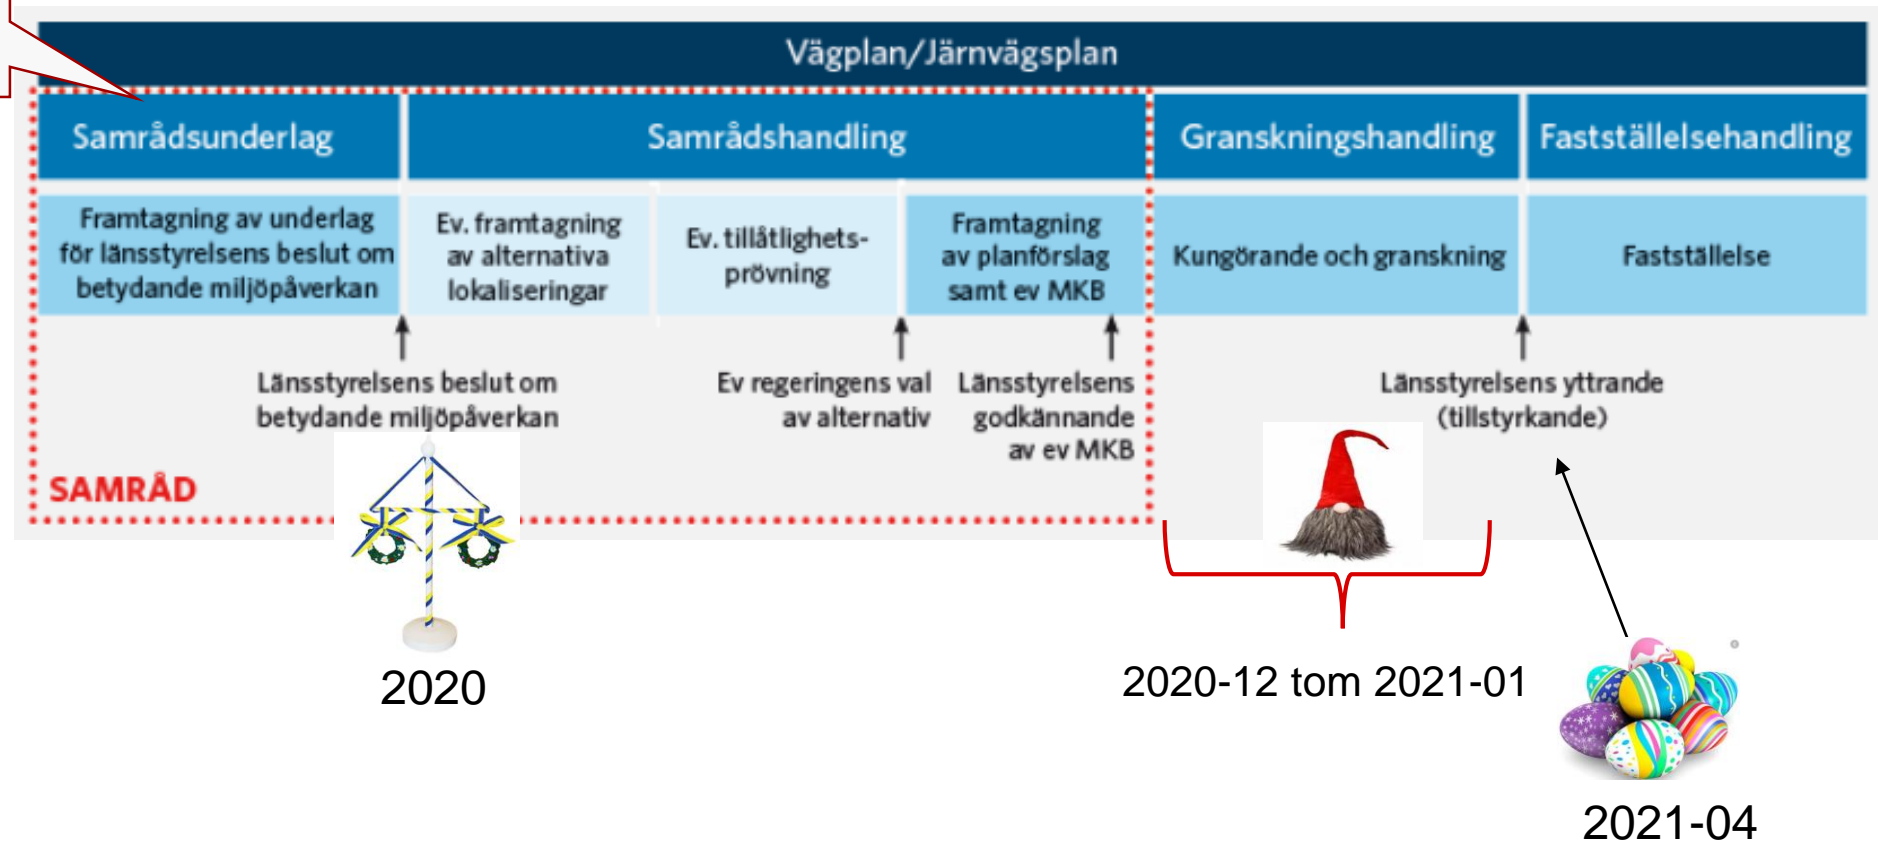 Vägplan/Järnvägsplan
Samrådsunderlag
Samrådshandling
Granskningshandling
Fastställelsehandling
Framtagning av underlag
för länsstyrelsens beslut om
betydande miljöpåverkan
Ev. framtagning
av alternativa
lokaliseringar
Ev. tillåtlighets-
prövning
Framtagning
av planförslag
samt ev MKB
Kungörande och granskning
Fastställelse
Länsstyrelsens beslut om
betydande miljöpåverkan
Ev regeringens val
av alternativ
Länsstyrelsens
godkännande
av ev MKB
Länsstyrelsens yttrande
(tillstyrkande)
SAMRÅD
2020
2020-12 tom 2021-01
2021-04